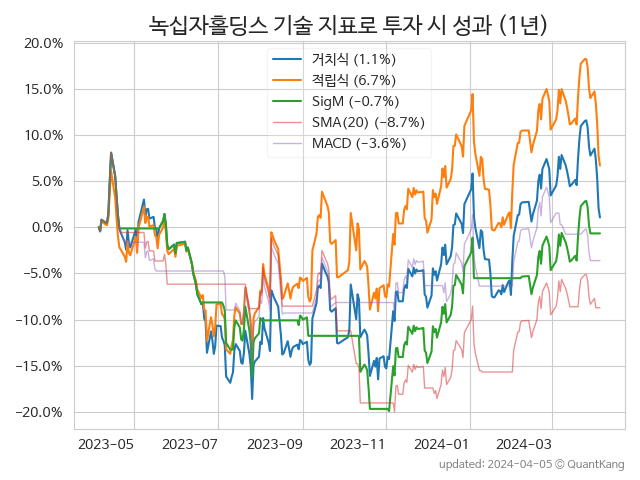 녹십자홀딩스 기술 지표로 투자 시 성과 (1년)
20.0%
15.0%
10.0%
5.0%
0.0%
−5.0%
−10.0%
−15.0%
−20.0%
거치식 (1.1%)
적립식 (6.7%)
SigM (−0.7%)
SMA(20) (−8.7%)
MACD (−3.6%)
2023−05 2023−07 2023−09 2023−11 2024−01 2024−03
updated: 2024−04−05 © QuantKang